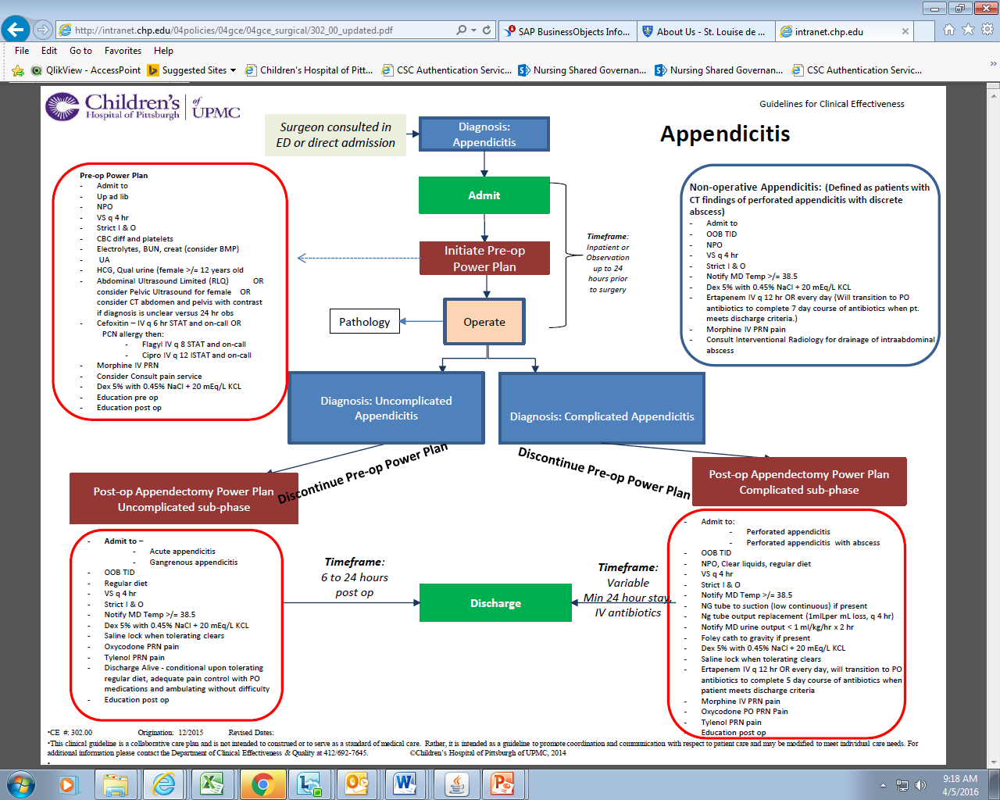 http://intranet.chp.edu/04policies/04gce/04gce_surgical/302_00_updated.pdf
SAP BusinessObjects Info...
About Us - St. Louise de ...
intranet.chp.edu
File Edit Go to Favorites Help
QlikView - AccessPoint
Suggested Sites
Children's Hospital of Pitt...
CSC Authentication Servic...
Nursing Shared Governan...
Nursing Shared Governan...
CSC Authentication Servic...
Children's of UPMC
Hospital of Pittsburgh
Guidelines for Clinical Effectiveness
Appendicitis
Surgeon consulted in
ED or direct admission
Diagnosis:
Appendicitis
Admit
Initiate Pre-op
Power Plan
Operate
Pathology
Timeframe:
Inpatient or
Observation
up to 24
hours prior
to surgery
Pre-op Power Plan
- Admit to
- Up ad lib
- NPO
- VS q 4 hr
- Strict I & O
- CBC diff and platelets
- Electrolytes, BUN, creat (consider BMP)
- UA
- HCG, Qual urine (female >/= 12 years old
- Abdominal Ultrasound Limited (RLQ) OR
consider Pelvic Ultrasound for female OR
consider CT abdomen and pelvis with contrast
if diagnosis is unclear versus 24 hr obs
- Cefoxitin – IV q 6 hr STAT and on-call OR
PCN allergy then:
- Flagyl IV q 8 STAT and on-call
- Cipro IV q 12 ISTAT and on-call
- Morphine IV PRN
- Consider Consult pain service
- Dex 5% with 0.45% NaCl + 20 mEq/L KCL
- Education pre op
- Education post op
Non-operative Appendicitis: (Defined as patients with
CT findings of perforated appendicitis with discrete
abscess)
- Admit to
- OOB TID
- NPO
- VS q 4 hr
- Strict I & O
- Notify MD Temp >/= 38.5
- Dex 5% with 0.45% NaCl + 20 mEq/L KCL
- Ertapenem IV q 12 hr OR every day (Will transition to PO
antibiotics to complete 7 day course of antibiotics when pt.
meets discharge criteria.)
- Morphine IV PRN pain
- Consult Interventional Radiology for drainage of intraabdominal
abscess
Diagnosis: Uncomplicated
Appendicitis
Diagnosis: Complicated Appendicitis
Discontinue Pre-op Power Plan
Discontinue Pre-op Power Plan
Post-op Appendectomy Power Plan
Uncomplicated sub-phase
Post-op Appendectomy Power Plan
Complicated sub-phase
- Admit to –
- Acute appendicitis
- Gangrenous appendicitis
- OOB TID
- Regular diet
- VS q 4 hr
- Strict I & O
- Notify MD Temp >/= 38.5
- Dex 5% with 0.45% NaCl + 20 mEq/L KCL
- Saline lock when tolerating clears
- Oxycodone PRN pain
- Tylenol PRN pain
- Discharge Alive - conditional upon tolerating
regular diet, adequate pain control with PO
medications and ambulating without difficulty
- Education post op
Timeframe:
6 to 24 hours
post op
Discharge
Timeframe:
Variable
Min 24 hour stay,
IV antibiotics
- Admit to:
- Perforated appendicitis
- Perforated appendicitis with abscess
- OOB TID
- NPO, Clear liquids, regular diet
- VS q 4 hr
- Strict I & O
- Notify MD Temp >/= 38.5
- NG tube to suction (low continuous) if present
- Ng tube output replacement (1mlLper mL loss, q 4 hr)
- Notify MD urine output < 1 ml/kg/hr x 2 hr
- Foley cath to gravity if present
- Dex 5% with 0.45% NaCl + 20 mEq/L KCL
- Saline lock when tolerating clears
- Ertapenem IV q 12 hr OR every day, will transition to PO
antibiotics to complete 5 day course of antibiotics when
patient meets discharge criteria
- Morphine IV PRN pain
- Oxycodone PO PRN Pain
- Tylenol PRN pain
- Education post op
•CE #: 302.00 Origination: 12/2015 Revised Dates:
•This clinical guideline is a collaborative care plan and is not intended to construed or to serve as a standard of medical care. Rather, it is intended as a guideline to promote coordination and communication with respect to patient care and may be modified to meet individual care needs. For
additional information please contact the Department of Clinical Effectiveness & Quality at 412/692-7645. ©Children's Hospital of Pittsburgh of UPMC, 2014
9:18 AM
4/5/2016